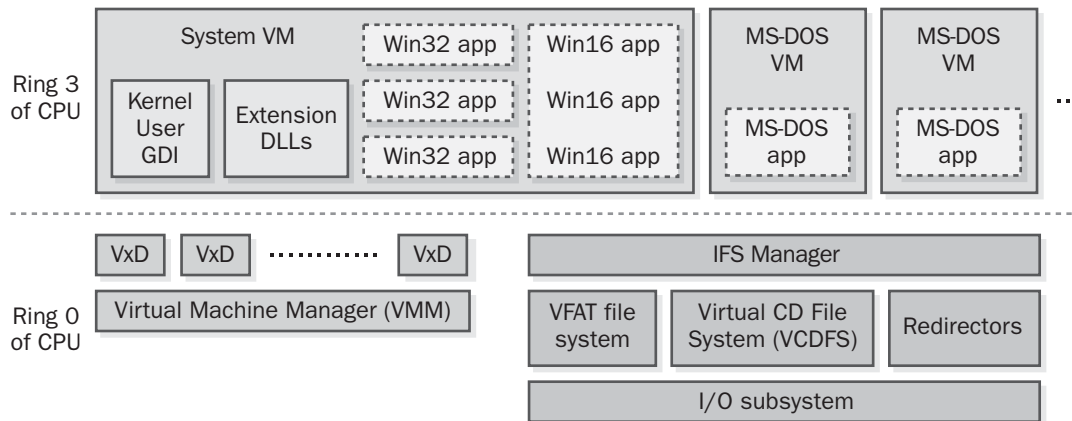 System VM
Win32 app
Win16 app
MS-DOS
VM
MS-DOS
VM
Ring 3
of CPU
Kernel
User
GDI
Extension
DLLs
Win32 app
Win16 app
Win32 app
Win16 app
MS-DOS
app
MS-DOS
app
VxD
VxD
VxD
IFS Manager
Ring 0
of CPU
Virtual Machine Manager (VMM)
VFAT file
system
Virtual CD File
System (VCDFS)
Redirectors
I/O subsystem